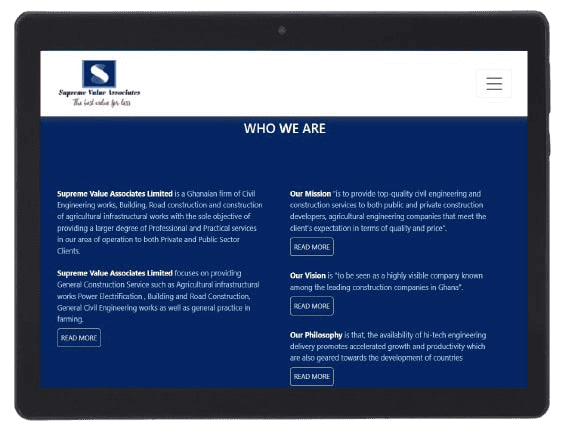 Supreme Value Associates
The best value for less
WHO WE ARE
Supreme Value Associates Limited is a Ghanaian firm of Civil
Engineering works, Building, Road construction and construction
of agricultural infrastructural works with the sole objective of
providing a larger degree of Professional and Practical services
in our area of operation to both Private and Public Sector
Clients.
Supreme Value Associates Limited focuses on providing
General Construction Service such as Agricultural infrastructural
works Power Electrification , Building and Road Construction,
General Civil Engineering works as well as general practice in
farming.
READ MORE
Our Mission "is to provide top-quality civil engineering and
construction services to both public and private construction
developers, agricultural engineering companies that meet the
client's expectation in terms of quality and price".
READ MORE
Our Vision is "to be seen as a highly visible company known
among the leading construction companies in Ghana".
READ MORE
Our Philosophy is that, the availability of hi-tech engineering
delivery promotes accelerated growth and productivity which
are also geared towards the development of countries
READ MORE